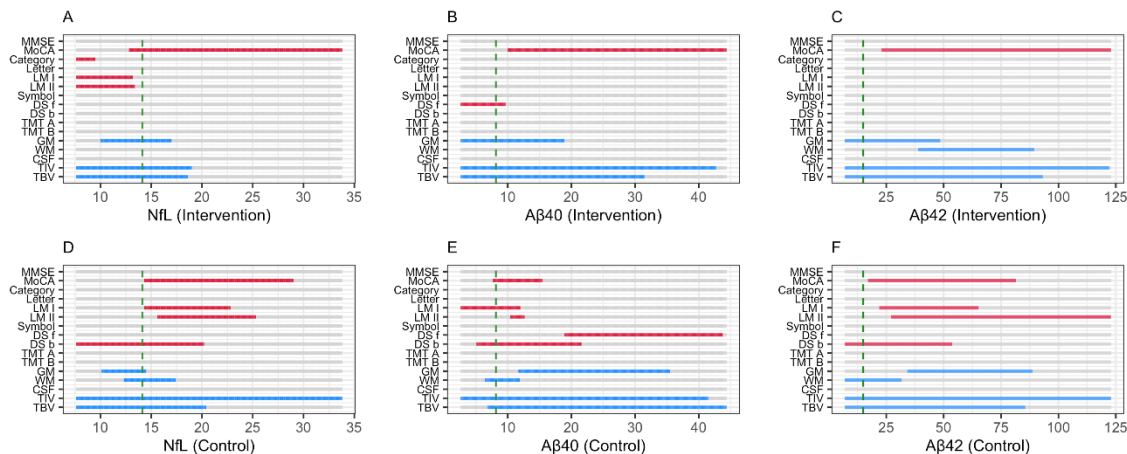 A
B
C
MMSE
MoCA
Category
Letter
LM I
LM II
Symbol
DS f
DS b
TMT A
TMT B
GM
WM
CSF
TIV
TBV
10 15 20 25 30 35
NfL (Intervention)
MMSE
MoCA
Category
Letter
LM I
LM II
Symbol
DS f
DS b
TMT A
TMT B
GM
WM
CSF
TIV
TBV
10 20 30 40
Aβ40 (Intervention)
MMSE
MoCA
Category
Letter
LM I
LM II
Symbol
DS f
DS b
TMT A
TMT B
GM
WM
CSF
TIV
TBV
25 50 75 100 125
Aβ42 (Intervention)
D
E
F
MMSE
MoCA
Category
Letter
LM I
LM II
Symbol
DS f
DS b
TMT A
TMT B
GM
WM
CSF
TIV
TBV
10 15 20 25 30 35
NfL (Control)
MMSE
MoCA
Category
Letter
LM I
LM II
Symbol
DS f
DS b
TMT A
TMT B
GM
WM
CSF
TIV
TBV
10 20 30 40
Aβ40 (Control)
MMSE
MoCA
Category
Letter
LM I
LM II
Symbol
DS f
DS b
TMT A
TMT B
GM
WM
CSF
TIV
TBV
25 50 75 100 125
Aβ42 (Control)